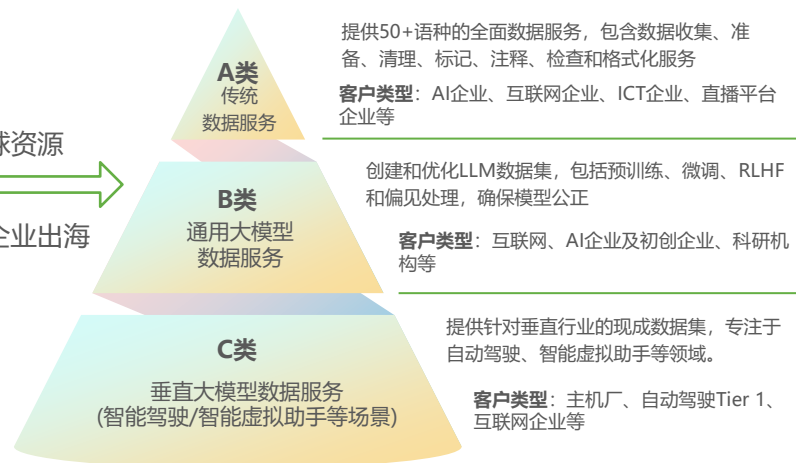 提供50+语种的全面数据服务，包含数据收集、准
备、清理、标记、注释、检查和格式化服务
A类
传统
数据服务
客户类型：AI企业、互联网企业、ICT企业、直播平台
企业等
球资源
创建和优化LLM数据集，包括预训练、微调、RLHF
和偏见处理，确保模型公正
B类
通用大模型
数据服务
企业出海
客户类型：互联网、AI企业及初创企业、科研机
构等
提供针对垂直行业的现成数据集，专注于
自动驾驶、智能虚拟助手等领域。
C类
垂直大模型数据服务
(智能驾驶/智能虚拟助手等场景)
客户类型：主机厂、自动驾驶Tier 1、
互联网企业等